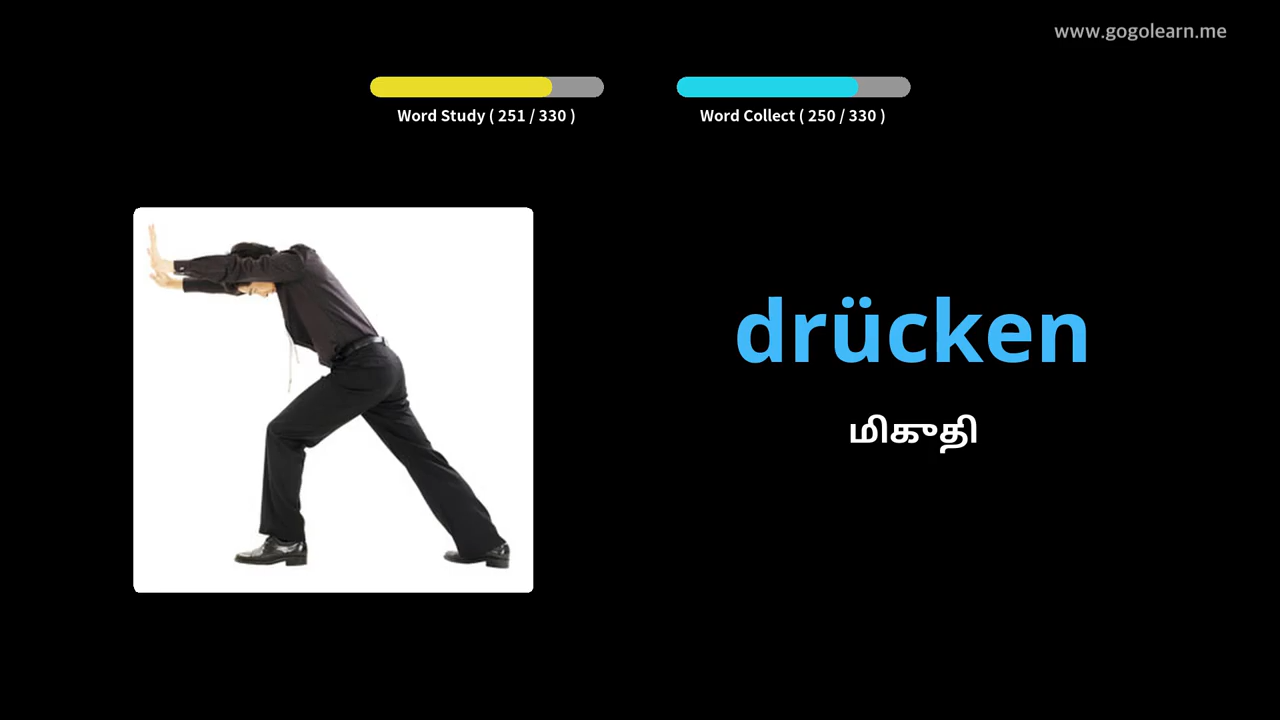 www.gogolearn.me
Word Study ( 251 / 330 )
Word Collect ( 250 / 330 )
drücken
மிகுதி